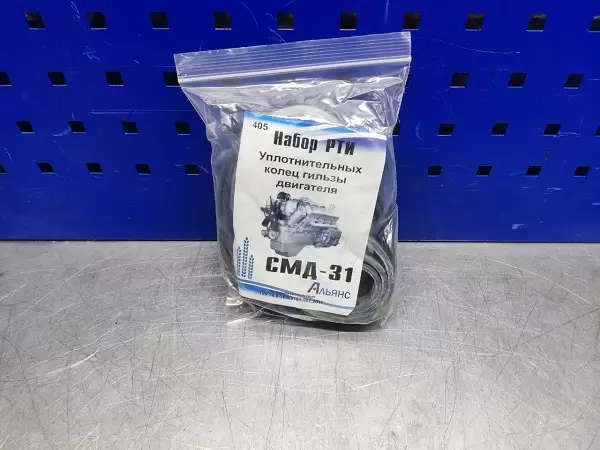 405
Набор РТИ
Уплотнительных
колец гильзы
двигателя
СМД-31
Альянс